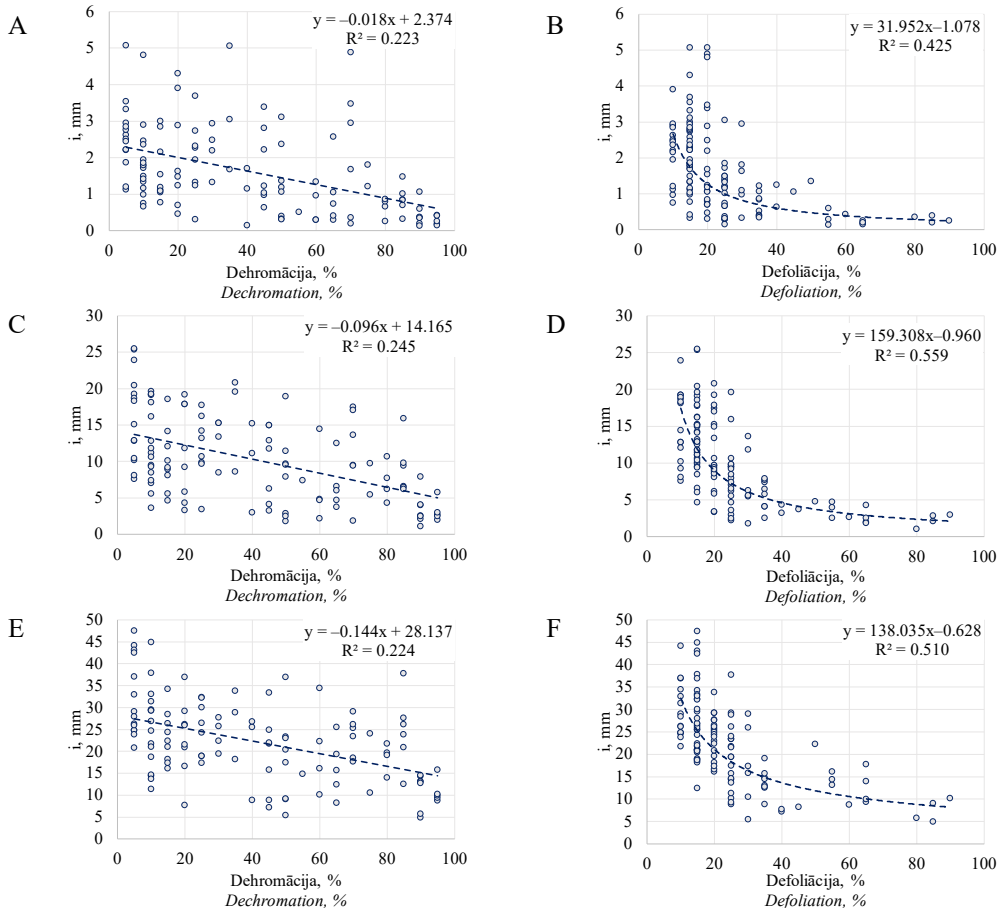 A
y = –0.018x + 2.374
R² = 0.223
6
5
4
3
2
1
0
i, mm
0 20 40 60 80 100
Dehromācija, %
Dechromation, %
B
y = 31.952x–1.078
R² = 0.425
6
5
4
3
2
1
0
i, mm
0 20 40 60 80 100
Defoliācija, %
Defoliation, %
C
y = –0.096x + 14.165
R² = 0.245
30
25
20
15
10
5
0
i, mm
0 20 40 60 80 100
Dehromācija, %
Dechromation, %
D
y = 159.308x–0.960
R² = 0.559
30
25
20
15
10
5
0
i, mm
0 20 40 60 80 100
Defoliācija, %
Defoliation, %
E
y = –0.144x + 28.137
R² = 0.224
50
45
40
35
30
25
20
15
10
5
0
i, mm
0 20 40 60 80 100
Dehromācija, %
Dechromation, %
F
y = 138.035x–0.628
R² = 0.510
50
45
40
35
30
25
20
15
10
5
0
i, mm
0 20 40 60 80 100
Defoliācija, %
Defoliation, %